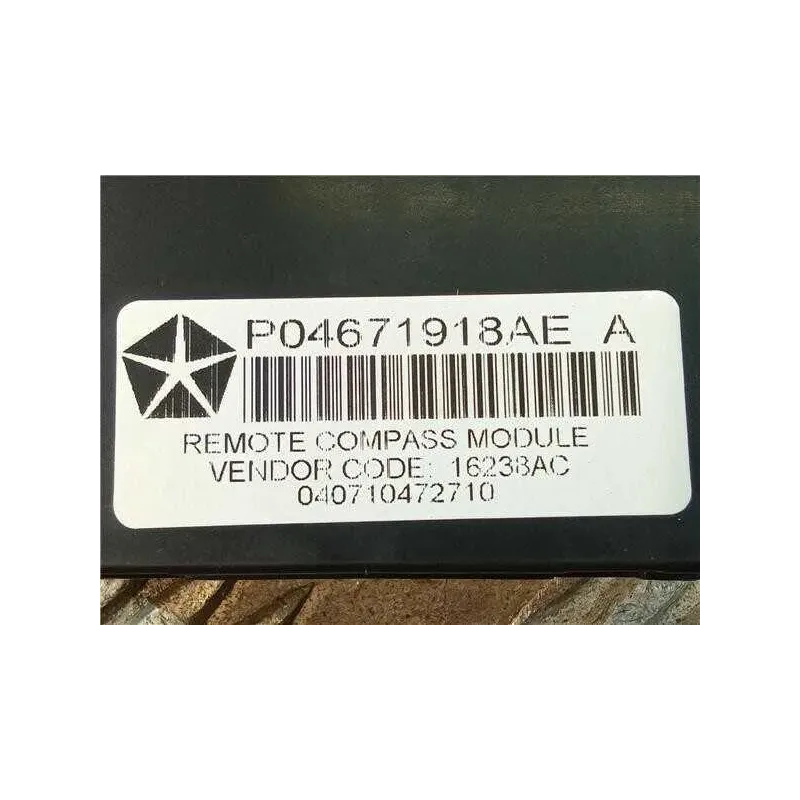 P04671918AE A
REMOTE COMPASS MODULE
VENDOR CODE: 16238AC
040710472710